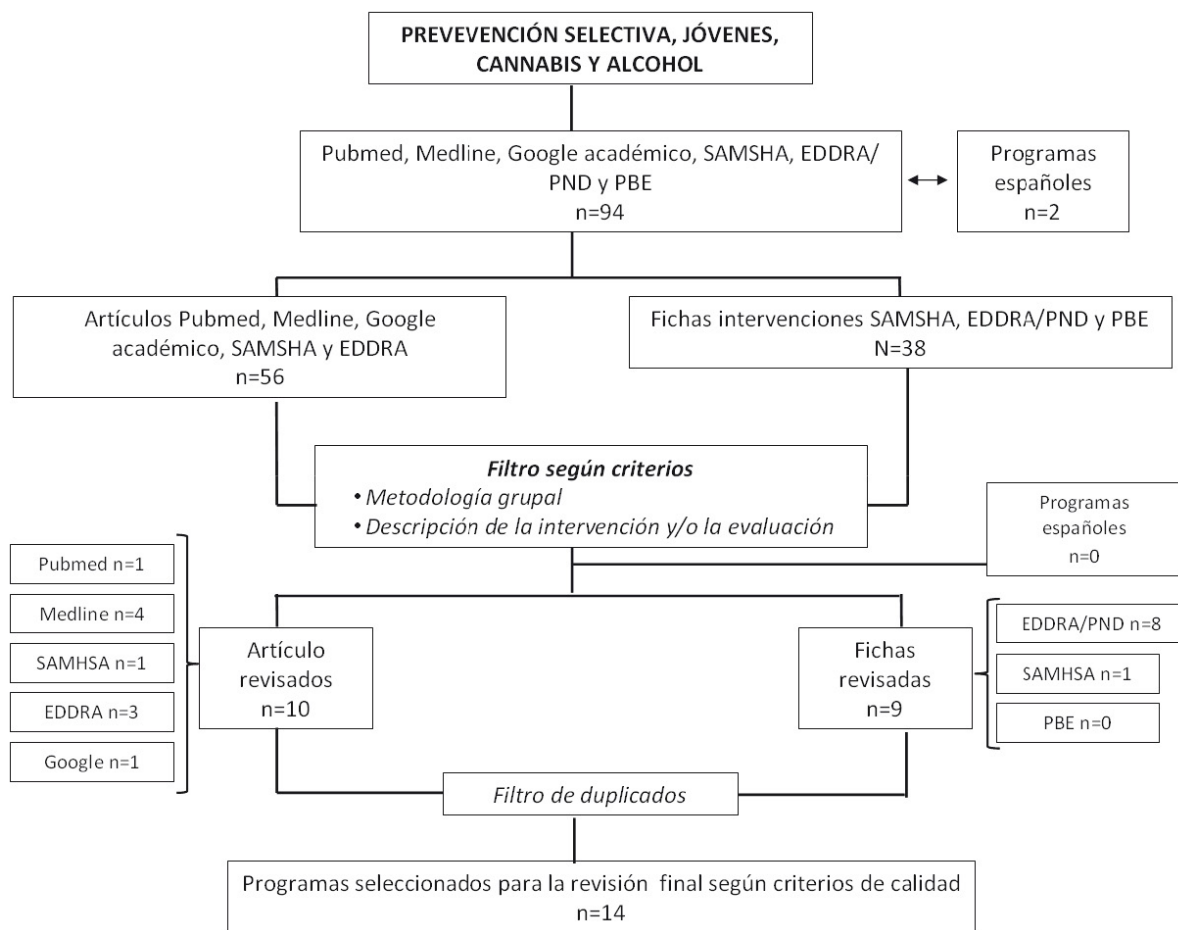 PREVEVENCIÓN SELECTIVA, JÓVENES,
CANNABIS Y ALCOHOL
Pubmed, Medline, Google académico, SAMSHA, EDDRA/
PND y PBE
n=94
Programas
españoles
n=2
Artículos Pubmed, Medline, Google
académico, SAMSHA y EDDRA
n=56
Fichas intervenciones SAMSHA, EDDRA/PND y PBE
N=38
Filtro según criterios
• Metodología grupal
• Descripción de la intervención y/o la evaluación
Programas
españoles
n=0
Pubmed n=1
Medline n=4
SAMHSA n=1
EDDRA n=3
Google n=1
Artículo
revisados
n=10
Fichas
revisadas
n=9
EDDRA/PND n=8
SAMHSA n=1
PBE n=0
Filtro de duplicados
Programas seleccionados para la revisión final según criterios de calidad
n=14